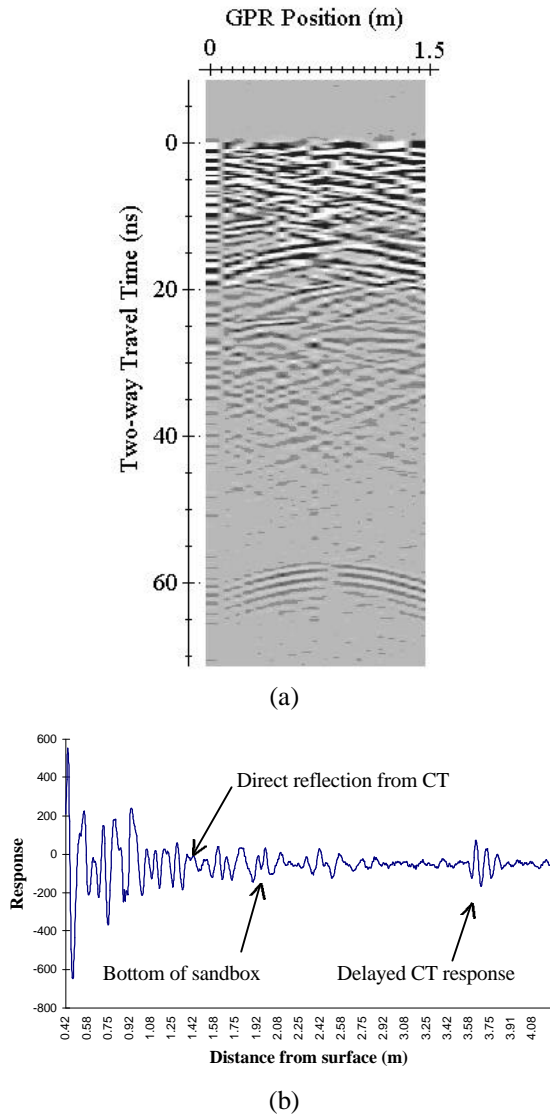 GPR Position (m)
0 1.5
Two-way Travel Time (ns)
0
20
40
60
(a)
600
400
200
0
-200
-400
-600
-800
Response
Direct reflection from CT
Bottom of sandbox
Delayed CT response
0.42 0.58 0.75 0.92 1.08 1.25 1.42 1.58 1.75 1.92 2.08 2.25 2.42 2.58 2.75 2.92 3.08 3.25 3.42 3.58 3.75 3.91 4.08
Distance from surface (m)
(b)